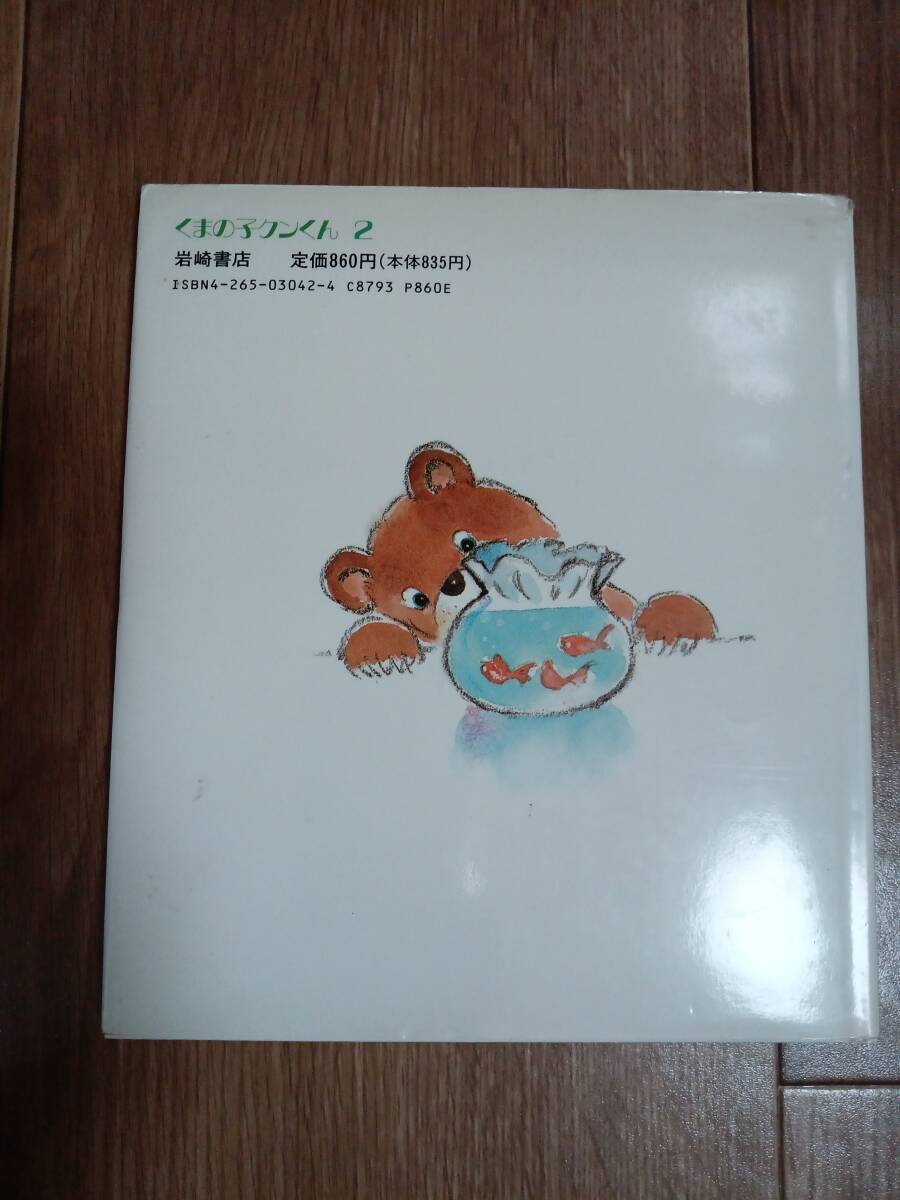 くまの子クンくん 2
岩崎書店 定価860円(本体835円)
ISBN4-265-03042-4 C8793 P860E